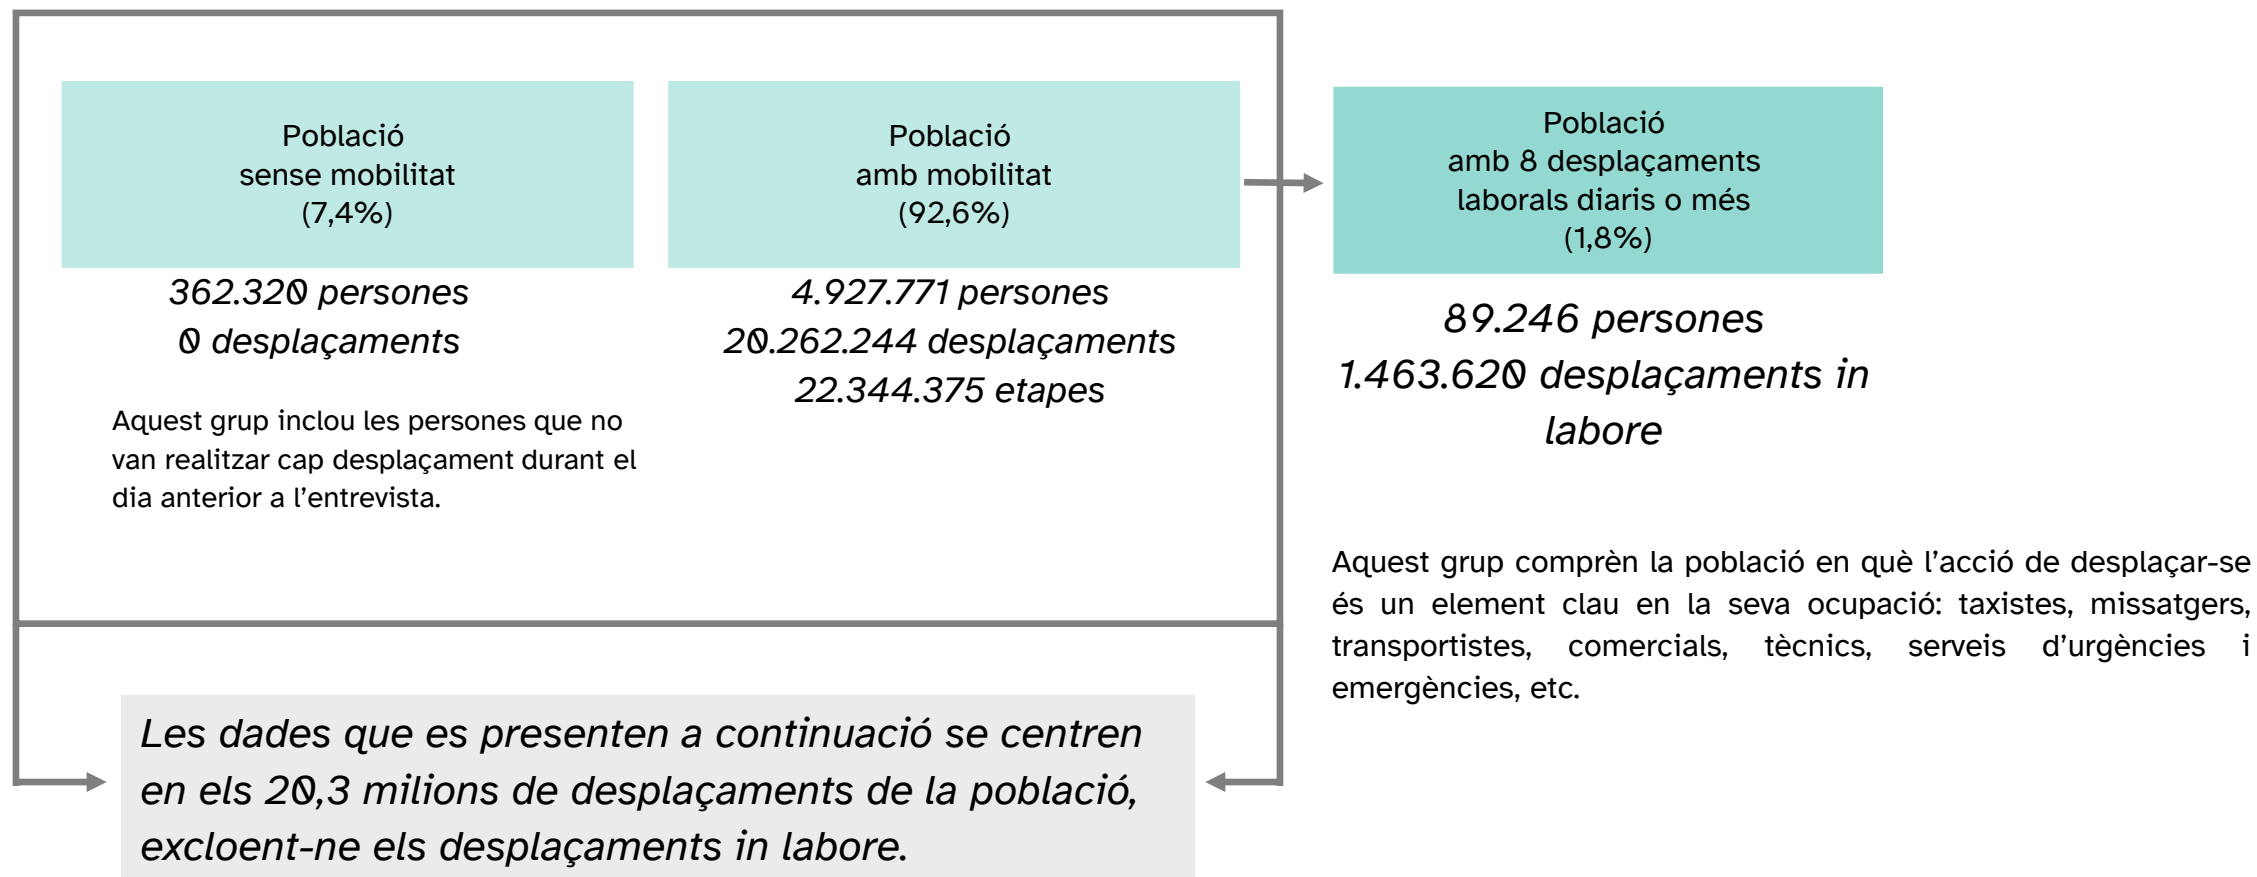 Població
sense mobilitat
(7,4%)
362.320 persones
0 desplaçaments
Aquest grup inclou les persones que no
van realitzar cap desplaçament durant el
dia anterior a l’entrevista.
Població
amb mobilitat
(92,6%)
4.927.771 persones
20.262.244 desplaçaments
22.344.375 etapes
Població
amb 8 desplaçaments
laborals diaris o més
(1,8%)
89.246 persones
1.463.620 desplaçaments in
labore
Aquest grup comprèn la població en què l’acció de desplaçar-se
és un element clau en la seva ocupació: taxistes, missatgers,
transportistes, comercials, tècnics, serveis d’urgències i
emergències, etc.
Les dades que es presenten a continuació se centren
en els 20,3 milions de desplaçaments de la població,
excloent-ne els desplaçaments in labore.